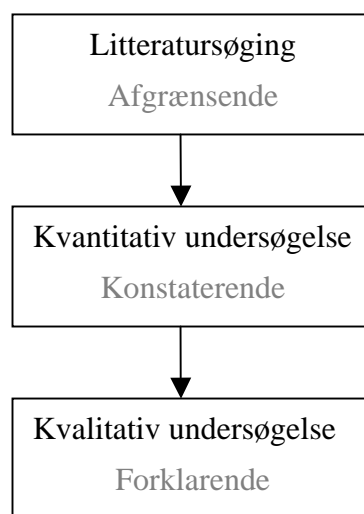 Litteratursøging
Afgrænsende
Kvantitativ undersøgelse
Konstaterende
Kvalitativ undersøgelse
Forklarende